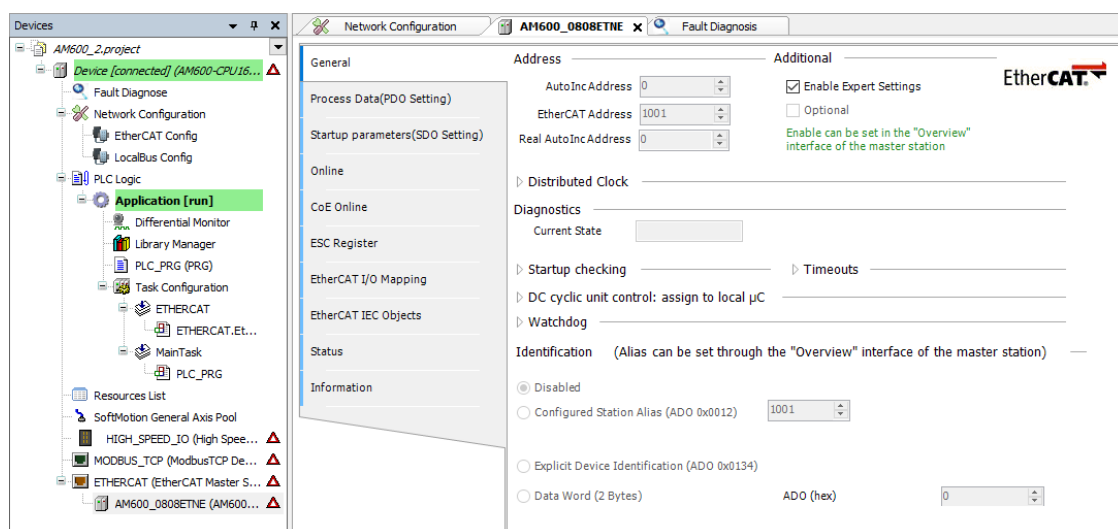 Devices
AM600_2.project
Device [connected] (AM600-CPU16...
Fault Diagnose
Network Configuration
EtherCAT Config
LocalBus Config
PLC Logic
Application [run]
Differential Monitor
Library Manager
PLC_PRG (PRG)
Task Configuration
ETHERCAT
ETHERCAT.Et...
MainTask
PLC_PRG
Resources List
SoftMotion General Axis Pool
HIGH_SPEED_IO (High Spee...
MODBUS_TCP (ModbusTCP De...
ETHERCAT (EtherCAT Master S...
AM600_0808ETNE (AM600...
Network Configuration
AM600_0808ETNE
Fault Diagnosis
General
Process Data(PDO Setting)
Startup parameters(SDO Setting)
Online
CoE Online
ESC Register
EtherCAT I/O Mapping
EtherCAT IEC Objects
Status
Information
Address
AutoInc Address 0
EtherCAT Address 1001
Real AutoInc Address 0
Additional
Enable Expert Settings
Optional
Enable can be set in the "Overview"
interface of the master station
EtherCAT
Distributed Clock
Diagnostics
Current State
Startup checking
Timeouts
DC cyclic unit control: assign to local µC
Watchdog
Identification (Alias can be set through the "Overview" interface of the master station)
Disabled
Configured Station Alias (ADO 0x0012) 1001
Explicit Device Identification (ADO 0x0134)
Data Word (2 Bytes) ADO (hex) 0